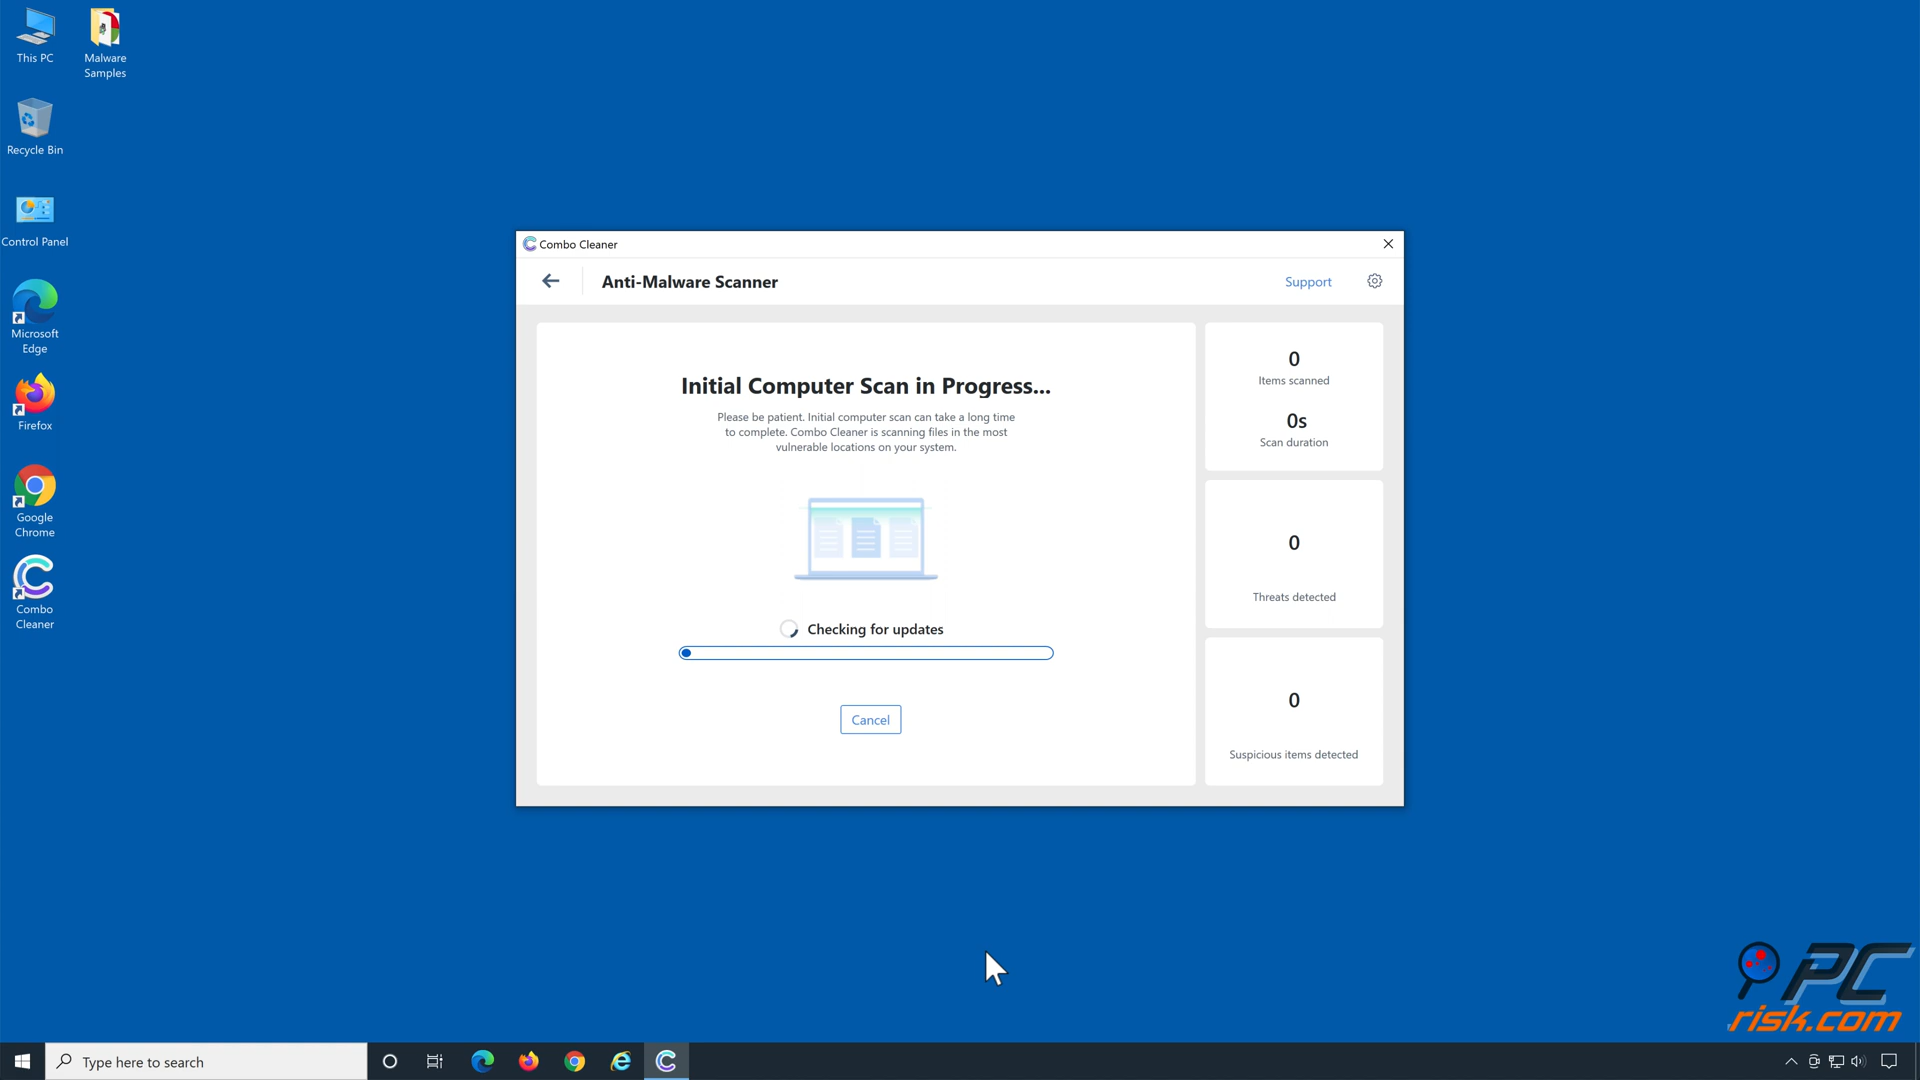 This PC
Malware
Samples
Recycle Bin
Control Panel
Microsoft
Edge
Firefox
Google
Chrome
Combo
Cleaner
Combo Cleaner
Anti-Malware Scanner
Support
Initial Computer Scan in Progress...
Please be patient. Initial computer scan can take a long time
to complete. Combo Cleaner is scanning files in the most
vulnerable locations on your system.
Checking for updates
Cancel
0
Items scanned
0s
Scan duration
0
Threats detected
0
Suspicious items detected
PC
risk.com
Type here to search